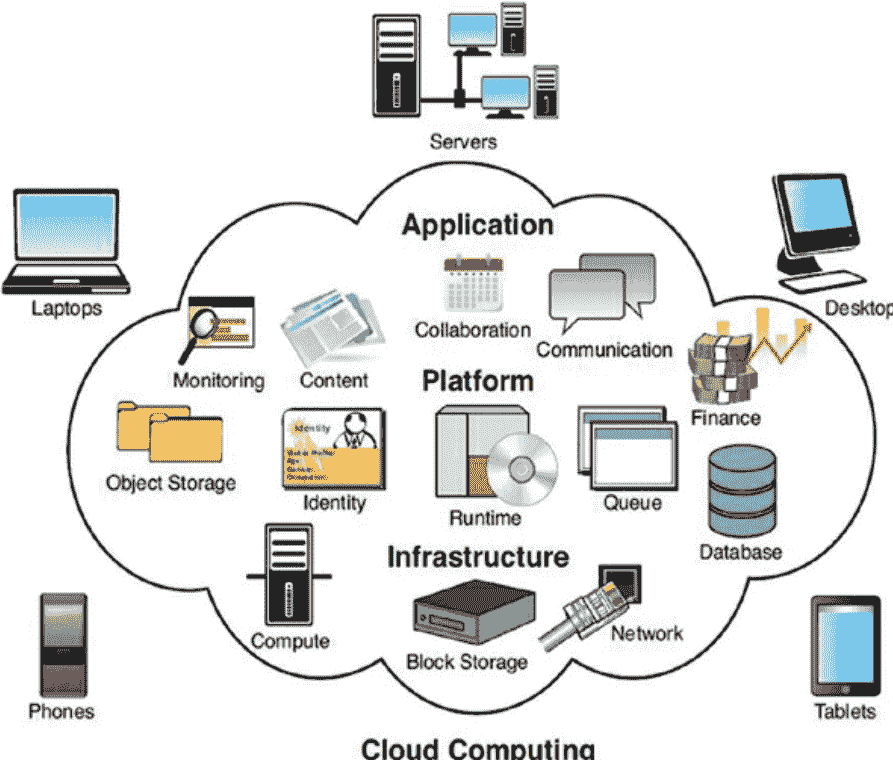 Servers
Application
Laptops
Desktop
Collaboration
Communication
Monitoring
Content
Platform
Finance
Identity
Object Storage
Identity
Runtime
Queue
Database
Infrastructure
Compute
Block Storage
Network
Phones
Tablets
Cloud Computing